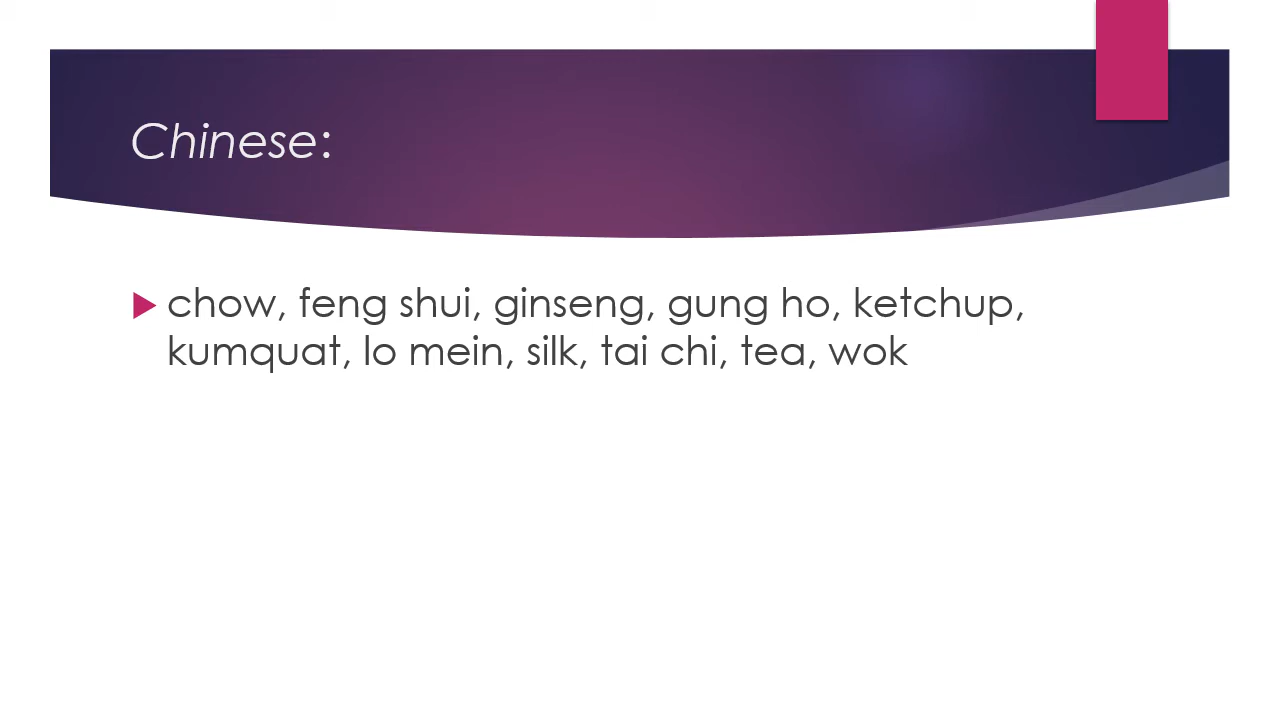 Chinese:
chow, feng shui, ginseng, gung ho, ketchup,
kumquat, lo mein, silk, tai chi, tea, wok